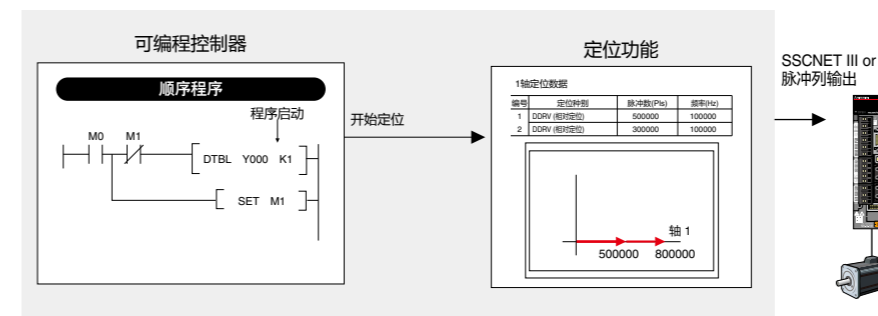 可编程控制器
顺序程序
程序启动
M0 M1
DTBL Y000 K1
SET M1
开始定位
定位功能
1轴定位数据
编号 定位种别 脉冲数(Pls) 频率(Hz)
1 DDRV (相对定位) 500000 100000
2 DDRV (相对定位) 300000 100000
轴 1
500000 800000
SSCNET III or
脉冲列输出